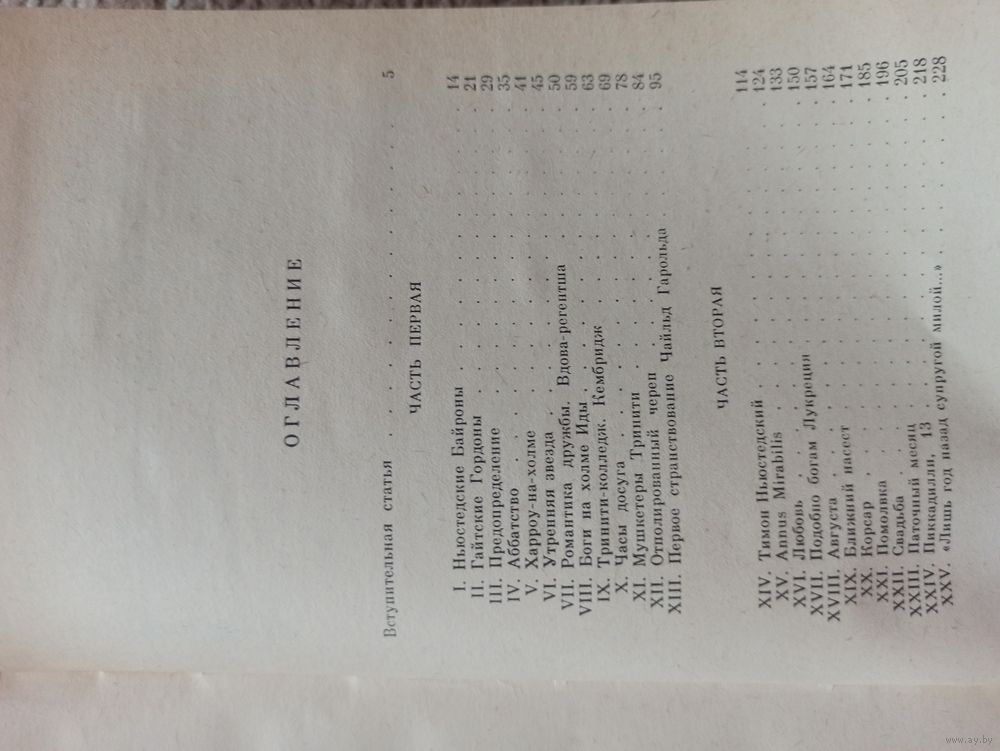 ОГЛАВЛЕНИЕ
Вступительная статья . . . . . . . . . . . . 5
ЧАСТЬ ПЕРВАЯ
I. Ньюстедские Байроны . . . . . . . . . . 14
II. Гайтские Гордоны . . . . . . . . . . 21
III. Предопределение . . . . . . . . . . 29
IV. Аббатство . . . . . . . . . . 35
V. Харроу-на-холме . . . . . . . . . . 41
VI. Утренняя звезда . . . . . . . . . . 45
VII. Романтика дружбы. Вдова-регентша . . . . . 50
VIII. Боги на холме Иды . . . . . . . . . . 59
IX. Тринити-колледж. Кембридж . . . . . . . 63
X. Часы досуга . . . . . . . . . . 69
XI. Мушкетеры Тринити . . . . . . . . . . 78
XII. Отполированный череп . . . . . . . . . 84
XIII. Первое странствование Чайльд Гарольда . . . . 95
ЧАСТЬ ВТОРАЯ
XIV. Тимон Ньюстедский . . . . . . . . . . 114
XV. Annus Mirabilis . . . . . . . . . . 124
XVI. Любовь . . . . . . . . . . 133
XVII. Подобно богам Лукреция . . . . . . . . 150
XVIII. Августа . . . . . . . . . . 157
XIX. Ближний насест . . . . . . . . . . 164
XX. Корсар . . . . . . . . . . 171
XXI. Помолвка . . . . . . . . . . 185
XXII. Свадьба . . . . . . . . . . 196
XXIII. Паточный месяц . . . . . . . . . . 205
XXIV. Пиккадилли, 13 . . . . . . . . . . 218
XXV. «Лишь год назад супругой милой...» . . . . . 228
www.ay.by